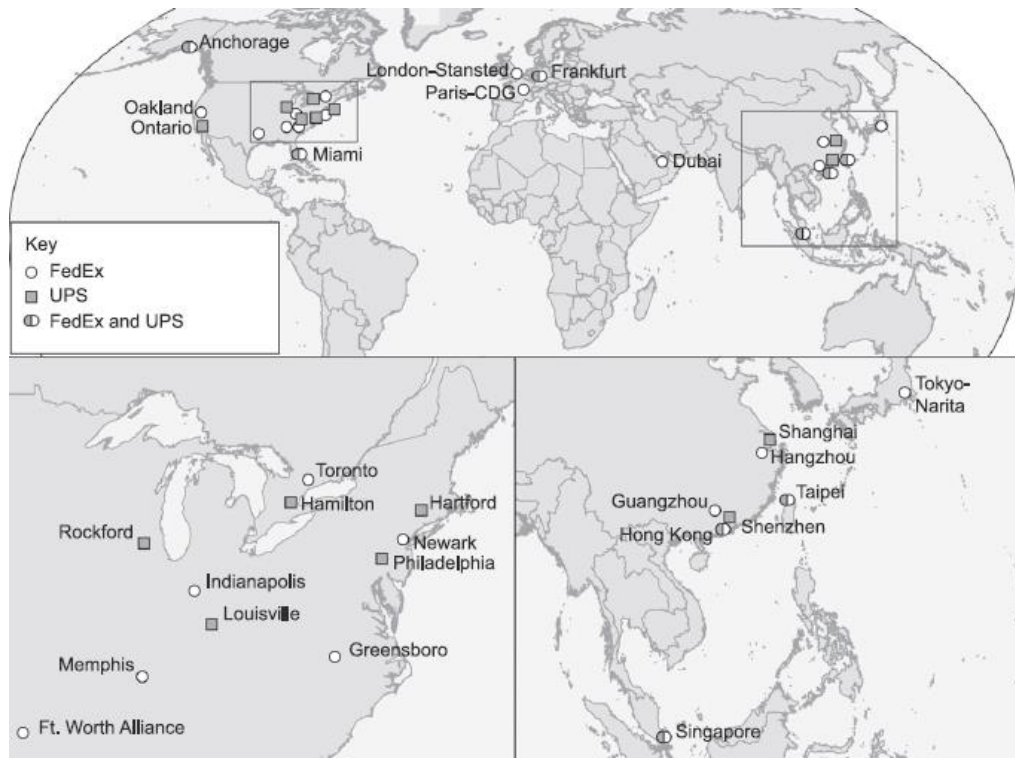 Anchorage
London-Stansted
Frankfurt
Paris-CDG
Oakland
Ontario
Miami
Dubai
Key
FedEx
UPS
FedEx and UPS
Toronto
Hamilton
Hartford
Rockford
Newark
Philadelphia
Indianapolis
Louisville
Greensboro
Memphis
Ft. Worth Alliance
Tokyo-
Narita
Shanghai
Hangzhou
Taipei
Guangzhou
Shenzhen
Hong Kong
Singapore